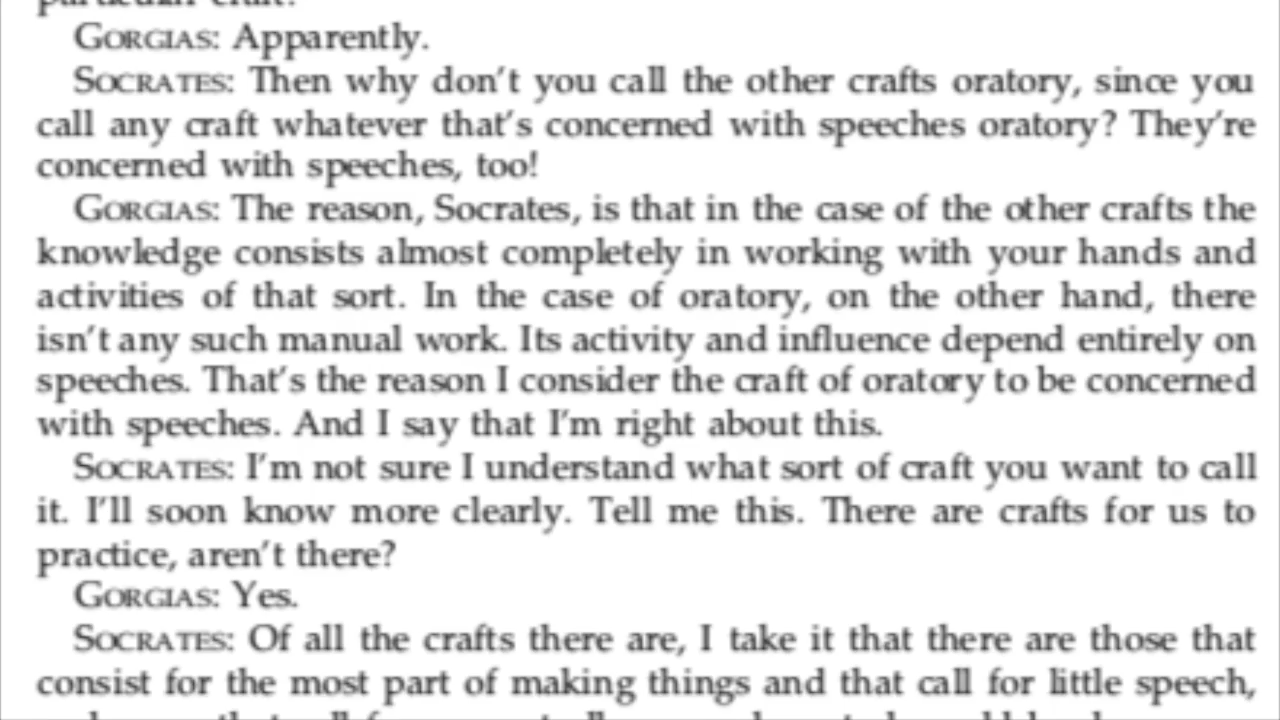 particular craft?
GORGIAS: Apparently.
SOCRATES: Then why don't you call the other crafts oratory, since you
call any craft whatever that's concerned with speeches oratory? They're
concerned with speeches, too!
GORGIAS: The reason, Socrates, is that in the case of the other crafts the
knowledge consists almost completely in working with your hands and
activities of that sort. In the case of oratory, on the other hand, there
isn't any such manual work. Its activity and influence depend entirely on
speeches. That's the reason I consider the craft of oratory to be concerned
with speeches. And I say that I'm right about this.
SOCRATES: I'm not sure I understand what sort of craft you want to call
it. I'll soon know more clearly. Tell me this. There are crafts for us to
practice, aren't there?
GORGIAS: Yes.
SOCRATES: Of all the crafts there are, I take it that there are those that
consist for the most part of making things and that call for little speech,